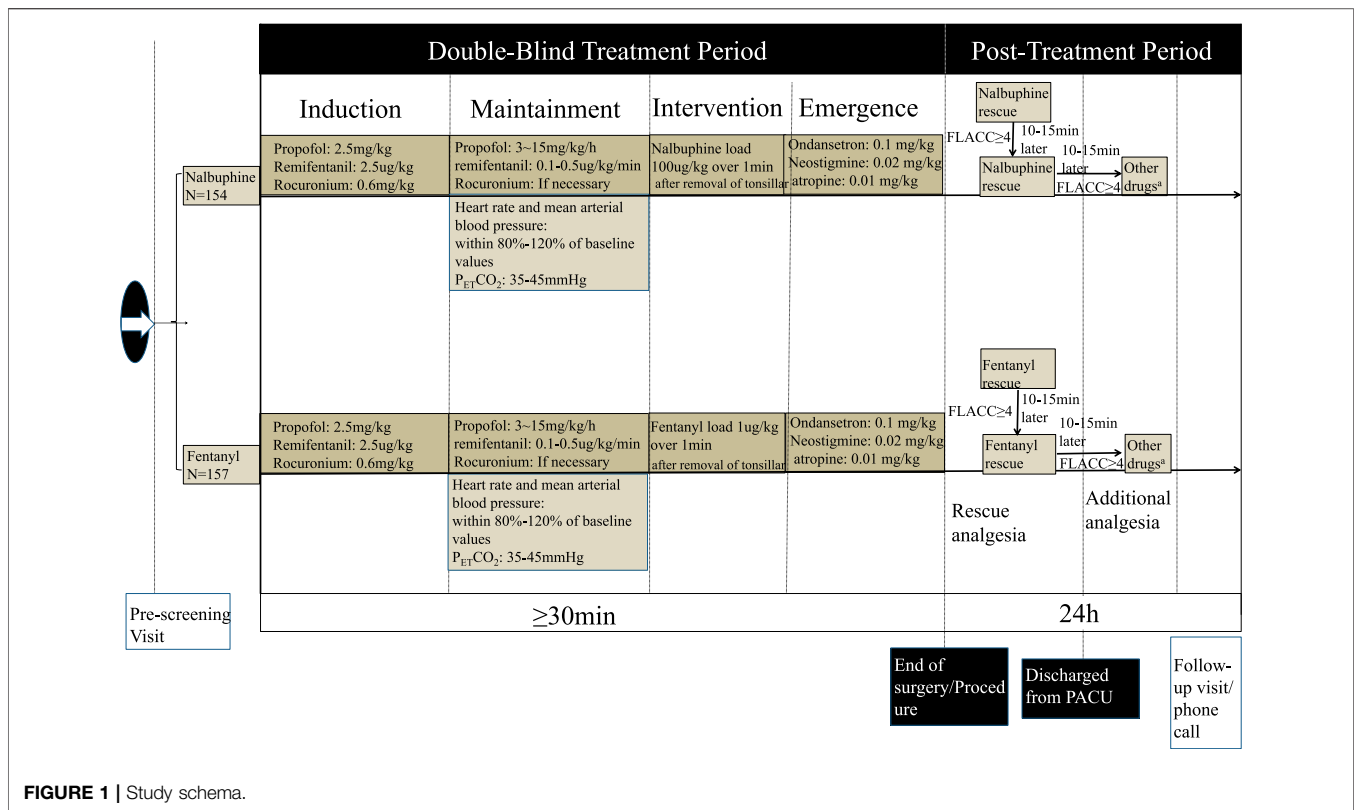 Double-Blind Treatment Period
Post-Treatment Period
Induction
Maintainment
Intervention
Emergence
Nalbuphine
N=154
Propofol: 2.5mg/kg
Remifentanil: 2.5ug/kg
Rocuronium: 0.6mg/kg
Propofol: 3~15mg/kg/h
remifentanil: 0.1-0.5ug/kg/min
Rocuronium: If necessary
Heart rate and mean arterial
blood pressure:
within 80%-120% of baseline
values
PETCO2: 35-45mmHg
Nalbuphine load
100ug/kg over 1min
after removal of tonsillar
Ondansetron: 0.1 mg/kg
Neostigmine: 0.02 mg/kg
atropine: 0.01 mg/kg
Nalbuphine
rescue
FLACC≥4
10-15min
later
Nalbuphine
rescue
10-15min
later
FLACC≥4
Other
drugsᵃ
Fentanyl
N=157
Propofol: 2.5mg/kg
Remifentanil: 2.5ug/kg
Rocuronium: 0.6mg/kg
Propofol: 3~15mg/kg/h
remifentanil: 0.1-0.5ug/kg/min
Rocuronium: If necessary
Heart rate and mean arterial
blood pressure:
within 80%-120% of baseline
values
PETCO2: 35-45mmHg
Fentanyl load 1ug/kg
over 1min
after removal of tonsillar
Ondansetron: 0.1 mg/kg
Neostigmine: 0.02 mg/kg
atropine: 0.01 mg/kg
Fentanyl
rescue
FLACC≥4
10-15min
later
Fentanyl
rescue
10-15min
later
FLACC≥4
Other
drugsᵃ
Rescue
analgesia
Additional
analgesia
Pre-screening
Visit
≥30min
24h
End of
surgery/Proced
ure
Discharged
from PACU
Follow-
up visit/
phone
call
FIGURE 1 | Study schema.